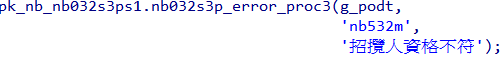 pk_nb_nb032s3ps1.nb032s3p_error_proc3(g_podt,
'nb532m',
'招攬人資格不符');